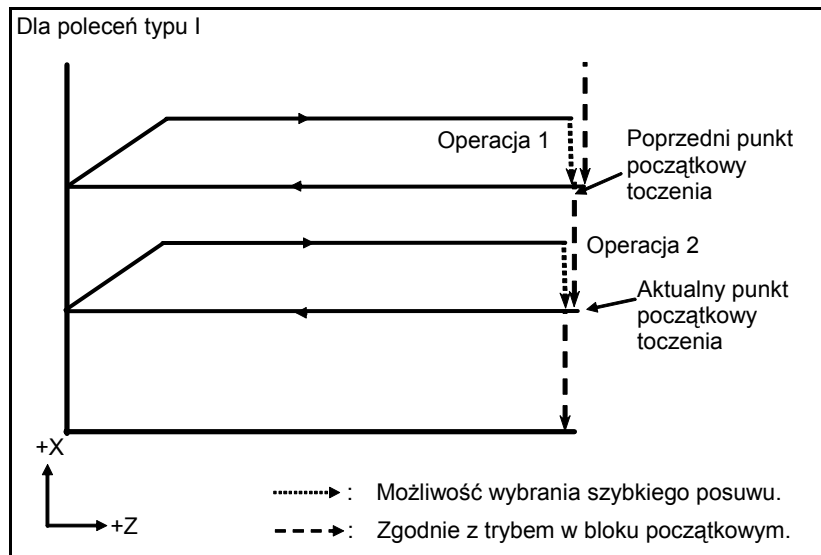 Dla poleceń typu I
Operacja 1
Poprzedni punkt
początkowy
toczenia
Operacja 2
Aktualny punkt
początkowy
toczenia
+X
+Z
: Możliwość wybrania szybkiego posuwu.
: Zgodnie z trybem w bloku początkowym.